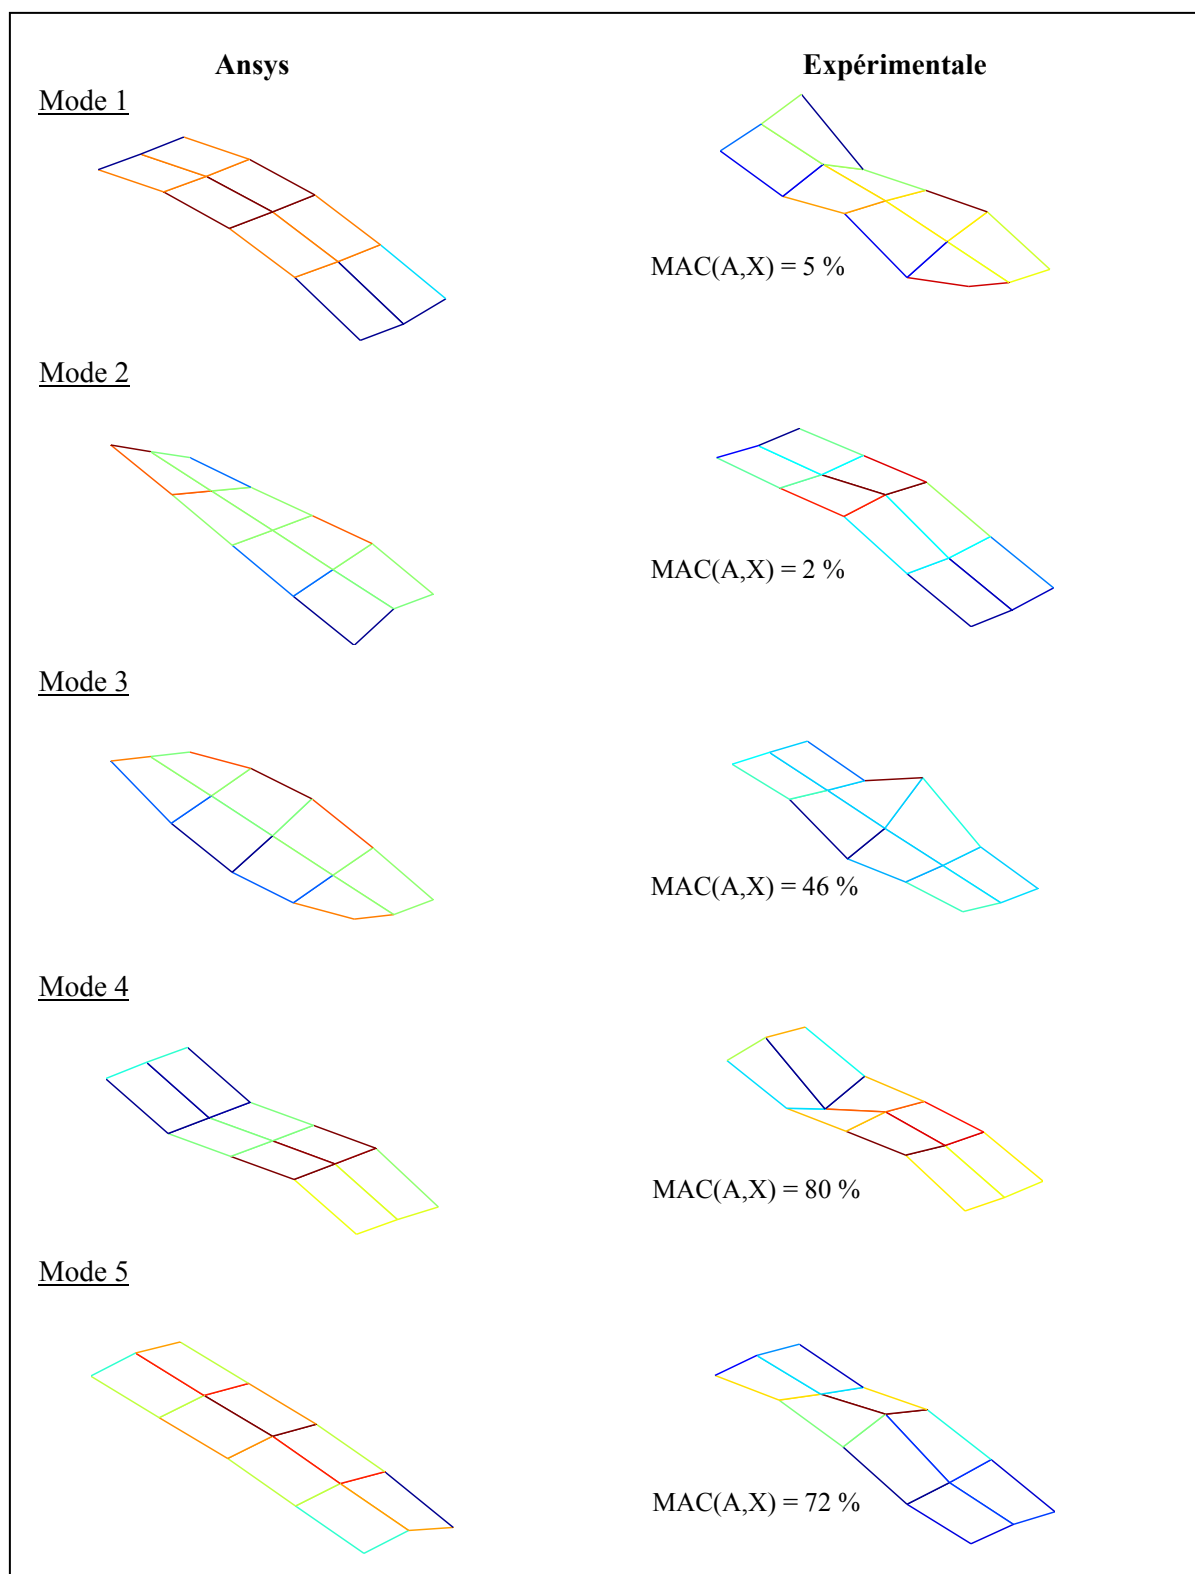 Ansys
Expérimentale
Mode 1
MAC(A,X) = 5 %
Mode 2
MAC(A,X) = 2 %
Mode 3
MAC(A,X) = 46 %
Mode 4
MAC(A,X) = 80 %
Mode 5
MAC(A,X) = 72 %